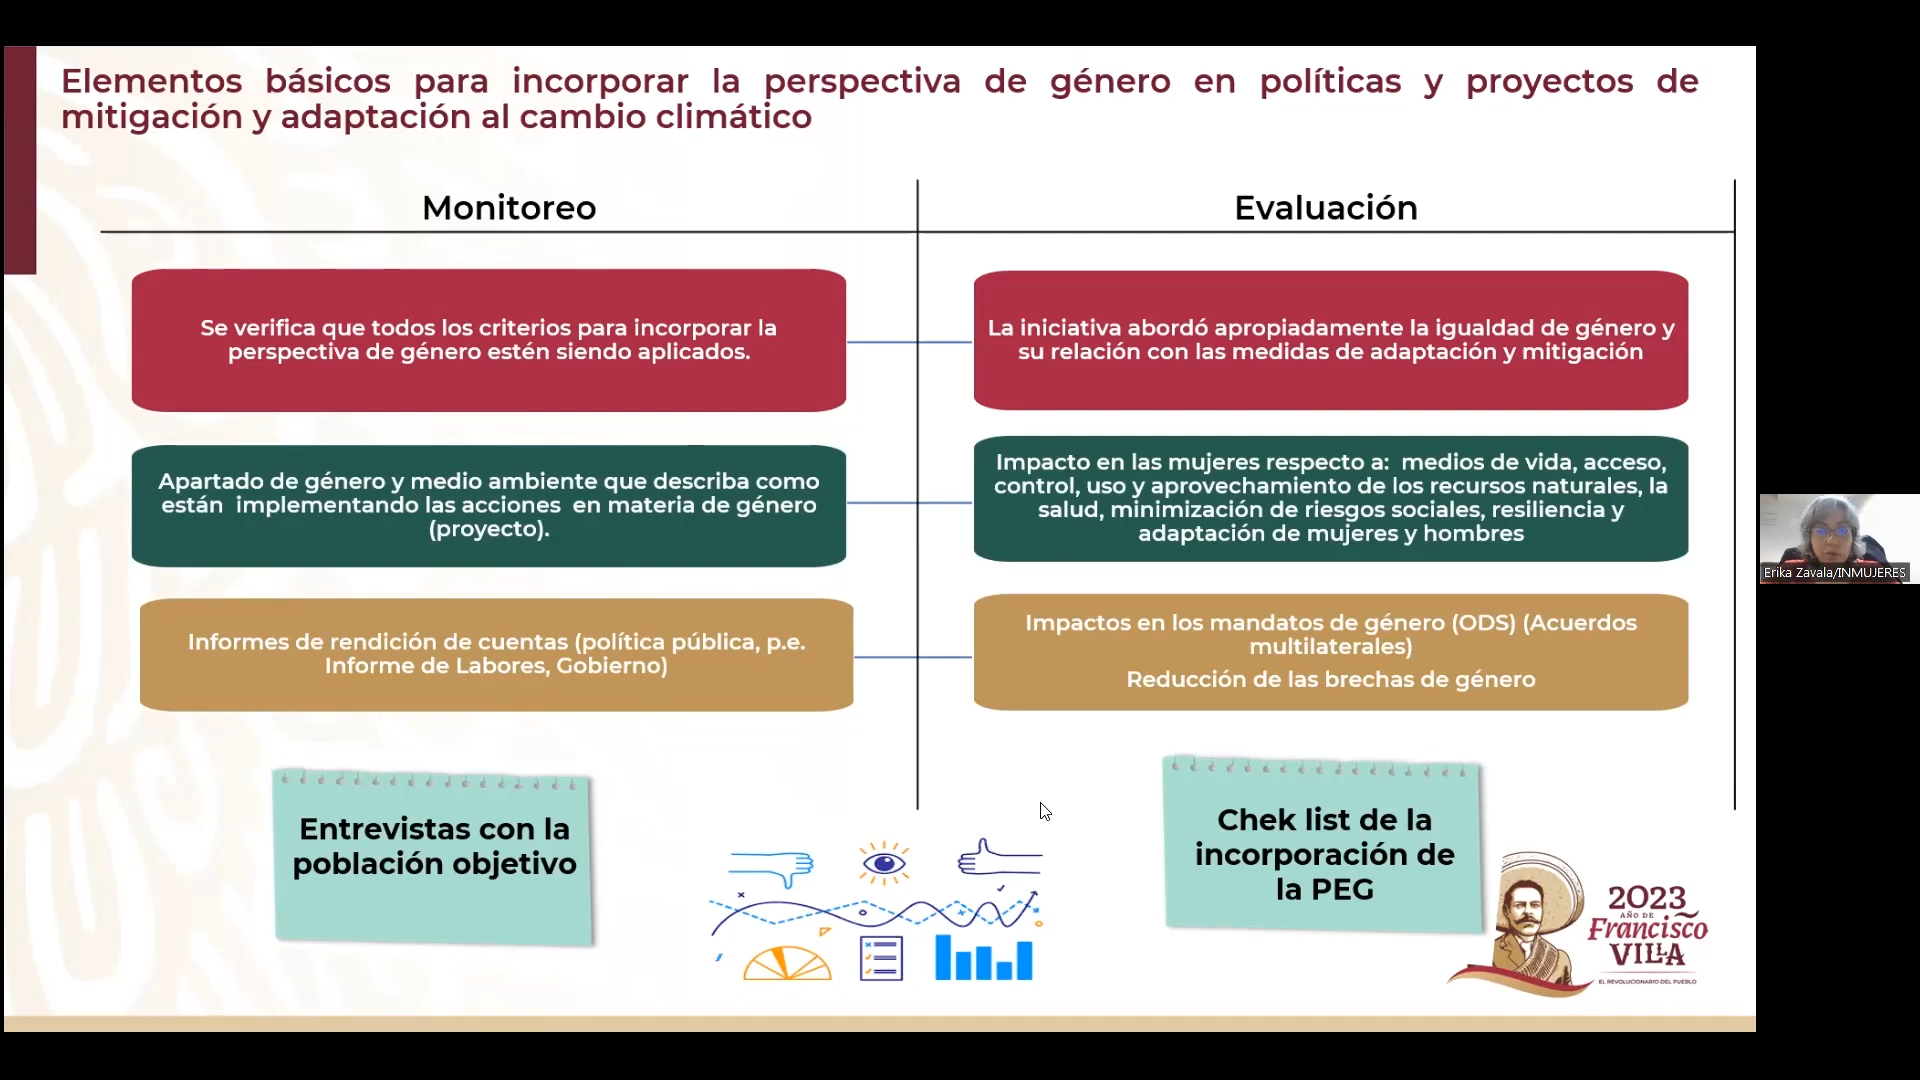 Elementos básicos para incorporar la perspectiva de género en políticas y proyectos de
mitigación y adaptación al cambio climático
Monitoreo
Evaluación
Se verifica que todos los criterios para incorporar la
perspectiva de género estén siendo aplicados.
La iniciativa abordó apropiadamente la igualdad de género y
su relación con las medidas de adaptación y mitigación
Apartado de género y medio ambiente que describa como
están implementando las acciones en materia de género
(proyecto).
Impacto en las mujeres respecto a: medios de vida, acceso,
control, uso y aprovechamiento de los recursos naturales, la
salud, minimización de riesgos sociales, resiliencia y
adaptación de mujeres y hombres
Informes de rendición de cuentas (política pública, p.e.
Informe de Labores, Gobierno)
Impactos en los mandatos de género (ODS) (Acuerdos
multilaterales)
Reducción de las brechas de género
Entrevistas con la
población objetivo
Chek list de la
incorporación de
la PEG
2023
AÑO DE
Francisco
VILLA
EL REVOLUCIONARIO DEL PUEBLO
Erika Zavala/INMUJERES